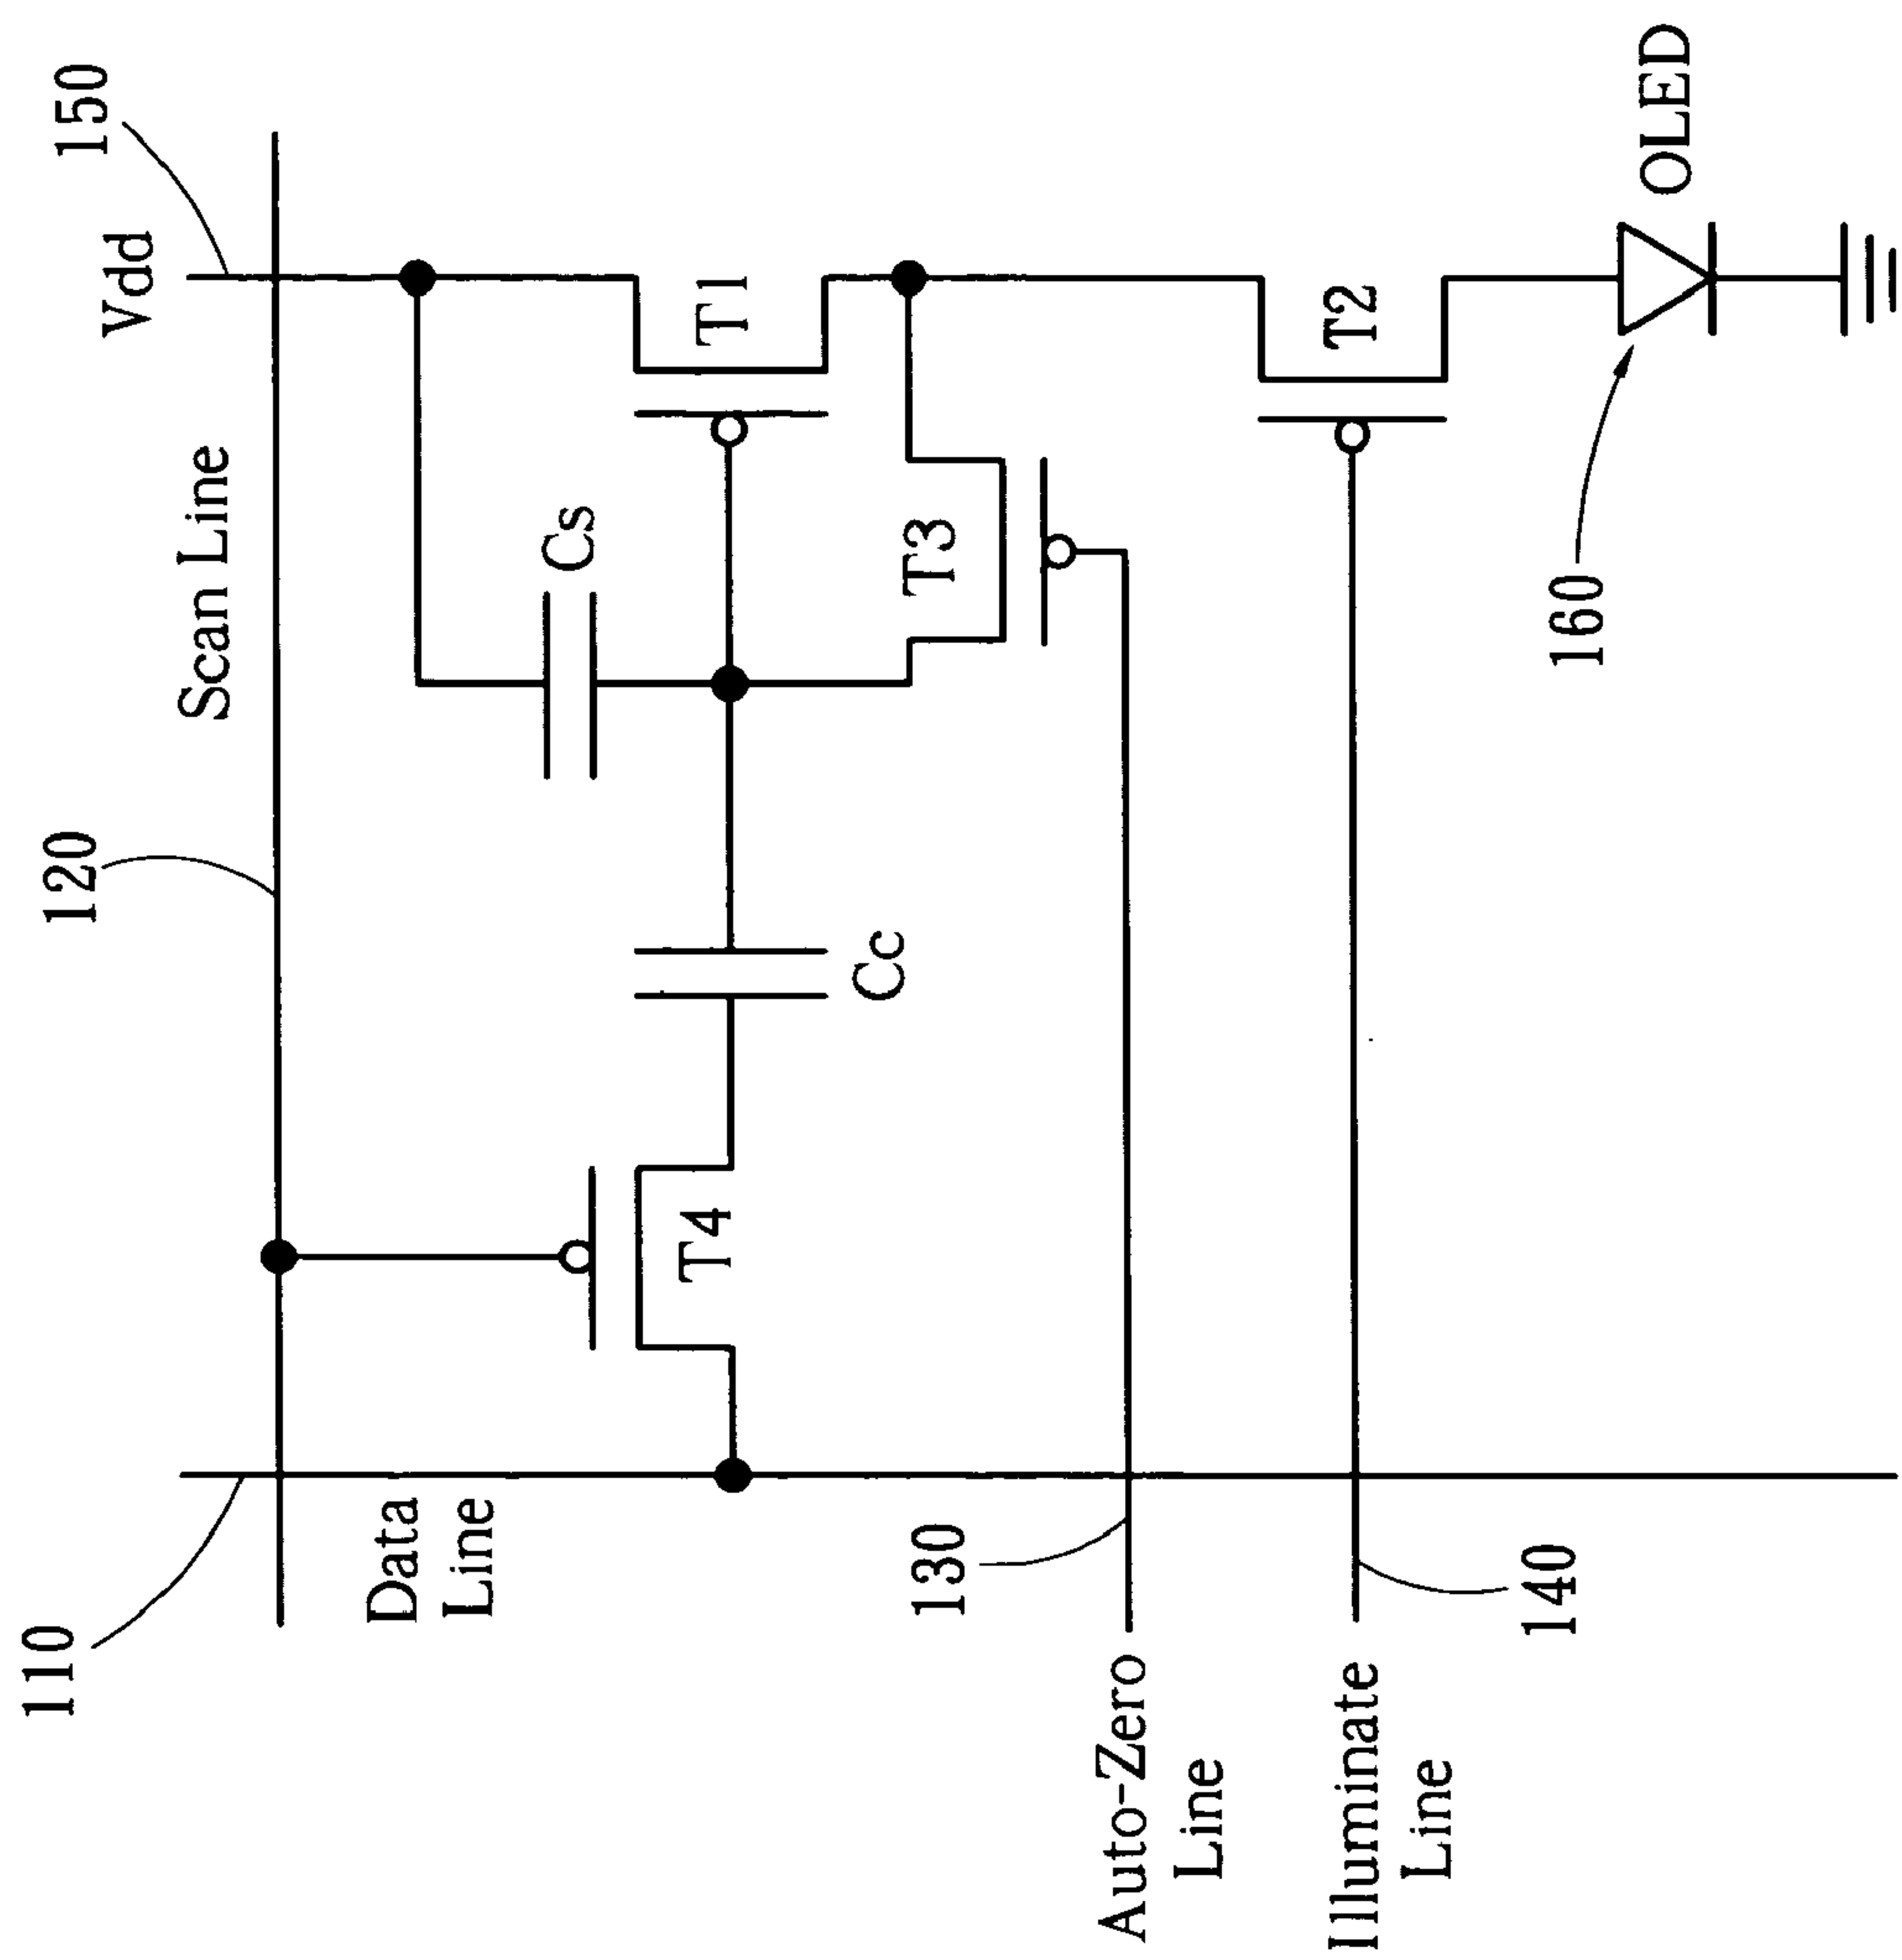 150
Vdd
Scan Line
120
110
Cs
T1
T3
Cc
T4
Data
Line
T2
OLED
160
130
Auto-Zero
Line
140
Illuminate
Line